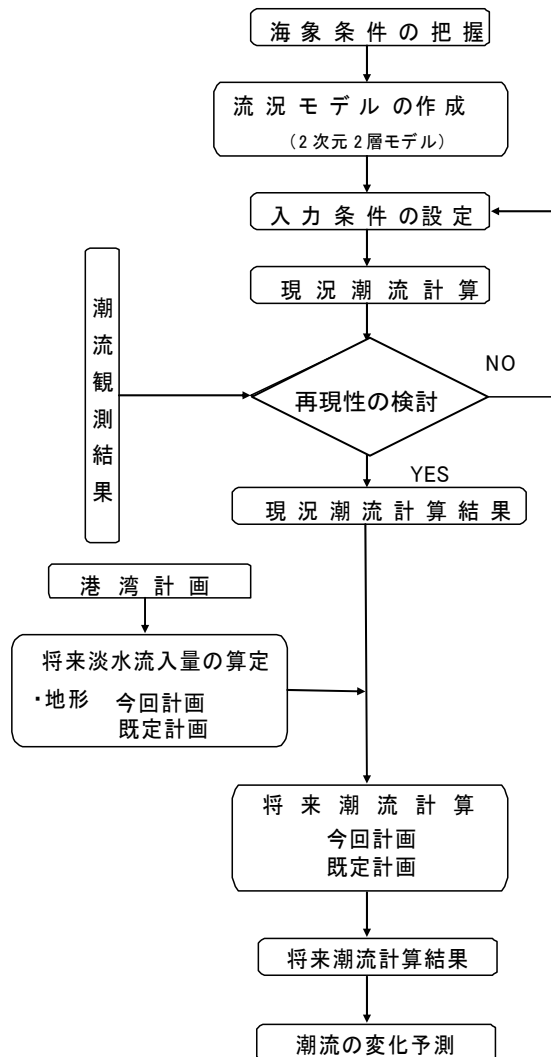 海象条件の把握
流況モデルの作成
(2次元2層モデル)
入力条件の設定
現況潮流計算
潮流観測結果
再現性の検討
NO
YES
現況潮流計算結果
港湾計画
将来淡水流入量の算定
・地形 今回計画
既定計画
将来潮流計算
今回計画
既定計画
将来潮流計算結果
潮流の変化予測